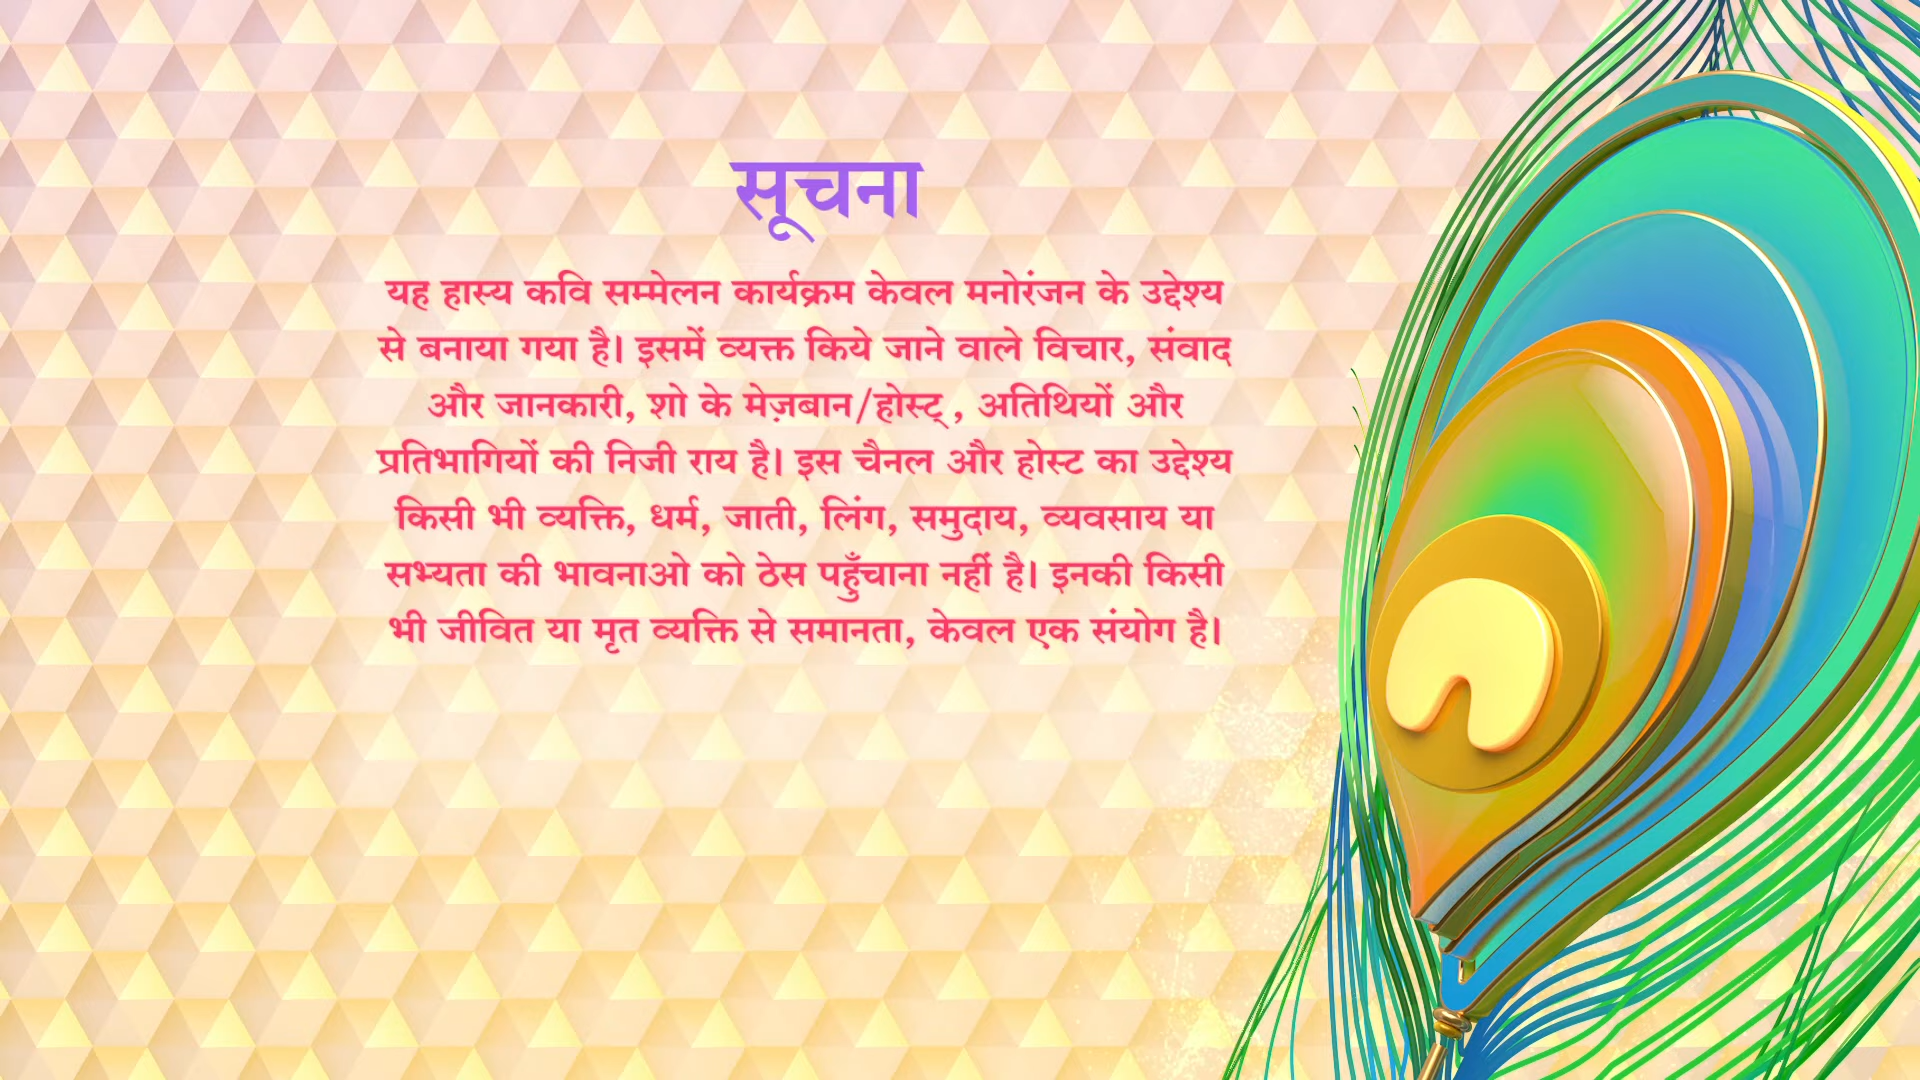 सूचना
यह हास्य कवि सम्मेलन कार्यक्रम केवल मनोरंजन के उद्देश्य
से बनाया गया है। इसमें व्यक्त किये जाने वाले विचार, संवाद
और जानकारी, शो के मेज़बान/होस्ट्, अतिथियों और
प्रतिभागियों की निजी राय है। इस चैनल और होस्ट का उद्देश्य
किसी भी व्यक्ति, धर्म, जाती, लिंग, समुदाय, व्यवसाय या
सभ्यता की भावनाओ को ठेस पहुँचाना नहीं है। इनकी किसी
भी जीवित या मृत व्यक्ति से समानता, केवल एक संयोग है।